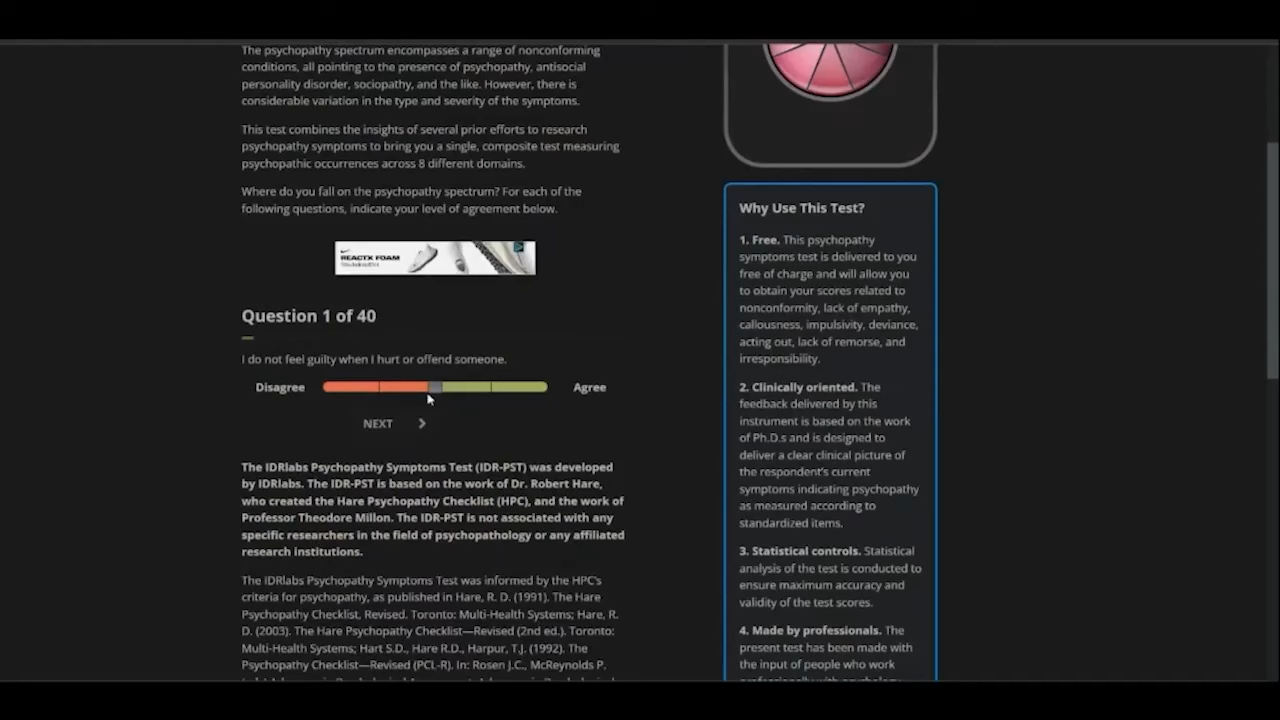 The psychopathy spectrum encompasses a range of nonconforming
conditions, all pointing to the presence of psychopathy, antisocial
personality disorder, sociopathy, and the like. However, there is
considerable variation in the type and severity of the symptoms.
This test combines the insights of several prior efforts to research
psychopathy symptoms to bring you a single, composite test measuring
psychopathic occurrences across 8 different domains.
Where do you fall on the psychopathy spectrum? For each of the
following questions, indicate your level of agreement below.
REACTX FOAM
Question 1 of 40
I do not feel guilty when I hurt or offend someone.
Disagree
Agree
NEXT
The IDRlabs Psychopathy Symptoms Test (IDR-PST) was developed
by IDRlabs. The IDR-PST is based on the work of Dr. Robert Hare,
who created the Hare Psychopathy Checklist (HPC), and the work of
Professor Theodore Millon. The IDR-PST is not associated with any
specific researchers in the field of psychopathology or any affiliated
research institutions.
The IDRlabs Psychopathy Symptoms Test was informed by the HPC's
criteria for psychopathy, as published in Hare, R. D. (1991). The Hare
Psychopathy Checklist, Revised. Toronto: Multi-Health Systems; Hare, R.
D. (2003). The Hare Psychopathy Checklist—Revised (2nd ed.). Toronto:
Multi-Health Systems; Hart S.D., Hare R.D., Harpur, T.J. (1992). The
Psychopathy Checklist—Revised (PCL-R). In: Rosen J.C., McReynolds P.
Why Use This Test?
1. Free. This psychopathy
symptoms test is delivered to you
free of charge and will allow you
to obtain your scores related to
nonconformity, lack of empathy,
callousness, impulsivity, deviance,
acting out, lack of remorse, and
irresponsibility.
2. Clinically oriented. The
feedback delivered by this
instrument is based on the work
of Ph.D.s and is designed to
deliver a clear clinical picture of
the respondent's current
symptoms indicating psychopathy
as measured according to
standardized items.
3. Statistical controls. Statistical
analysis of the test is conducted to
ensure maximum accuracy and
validity of the test scores.
4. Made by professionals. The
present test has been made with
the input of people who work